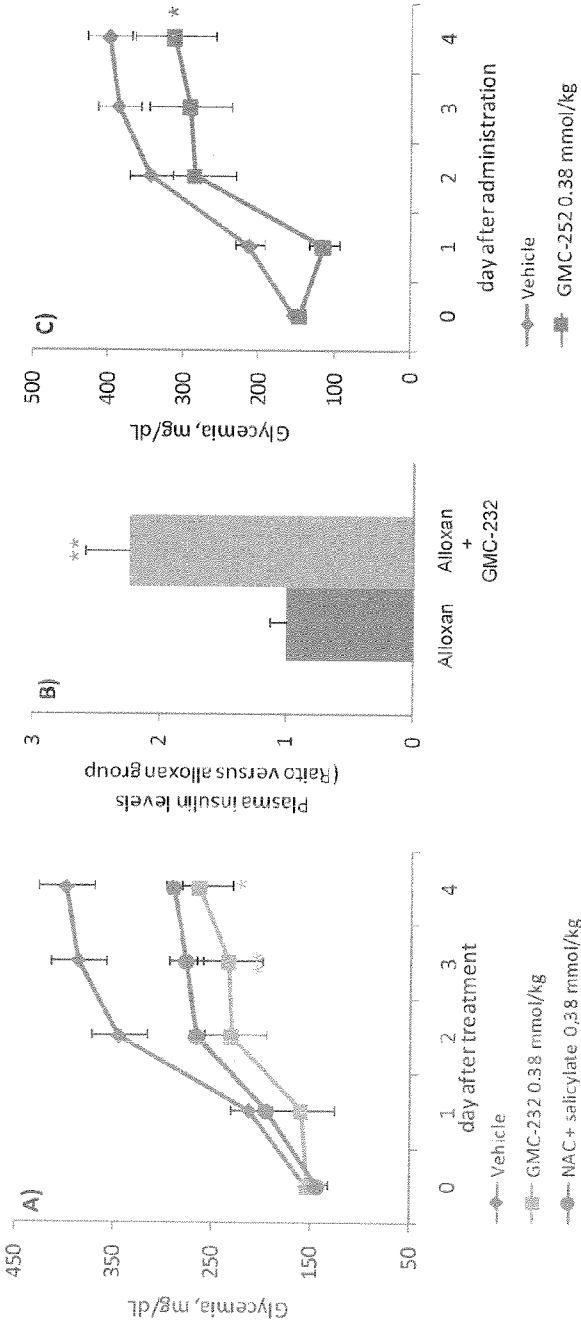 A)
450
250
150
50
Glycemia, mg/dL
0 1 2 3 4
*
**
day after treatment
Vehicle
GMC-232 0.38 mmol/kg
NAC + salicylate 0.38 mmol/kg
B)
3
2
1
0
Plasma insulin levels
(Raito versus alloxan group
**
Alloxan
Alloxan
+
GMC-232
C)
500
400
300
200
100
0
Glycemia, mg/dL
*
0 1 2 3 4
day after administration
Vehicle
GMC-252 0.38 mmol/kg